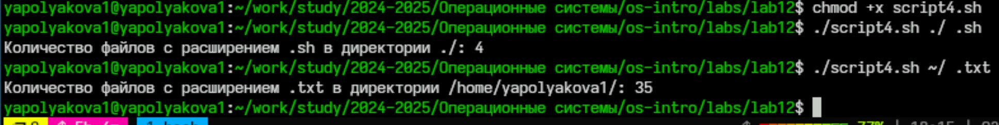 yapolyakova1@yapolyakova1:~/work/study/2024-2025/Операционные системы/os-intro/labs/lab12$ chmod +x script4.sh
yapolyakova1@yapolyakova1:~/work/study/2024-2025/Операционные системы/os-intro/labs/lab12$ ./script4.sh ./ .sh
Количество файлов с расширением .sh в директории ./: 4
yapolyakova1@yapolyakova1:~/work/study/2024-2025/Операционные системы/os-intro/labs/lab12$ ./script4.sh ~/ .txt
Количество файлов с расширением .txt в директории /home/yapolyakova1/: 35
yapolyakova1@yapolyakova1:~/work/study/2024-2025/Операционные системы/os-intro/labs/lab12$
1 bash 77%